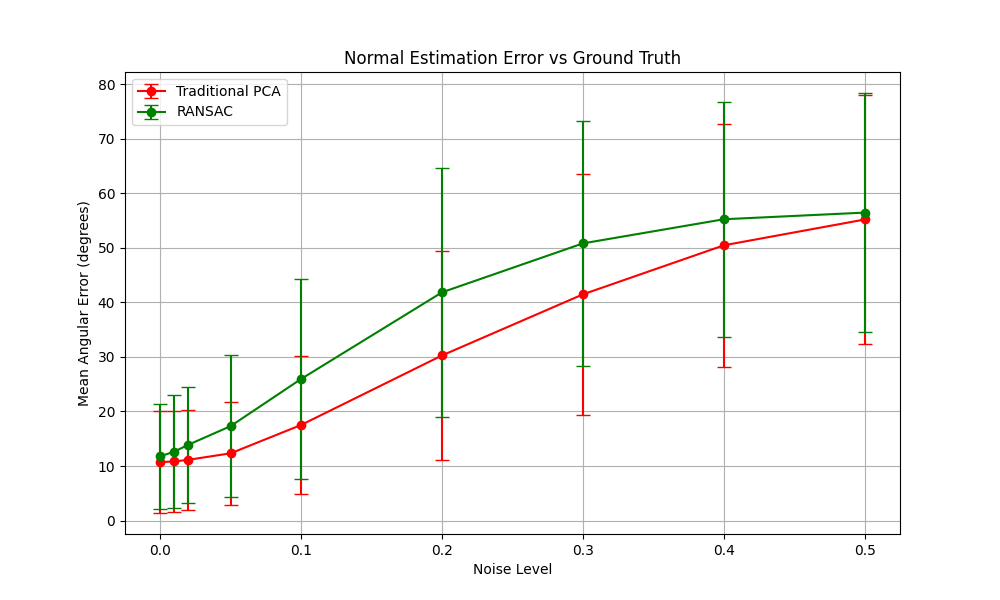 Normal Estimation Error vs Ground Truth
Traditional PCA
RANSAC
Mean Angular Error (degrees)
80
70
60
50
40
30
20
10
0
0.0 0.1 0.2 0.3 0.4 0.5
Noise Level